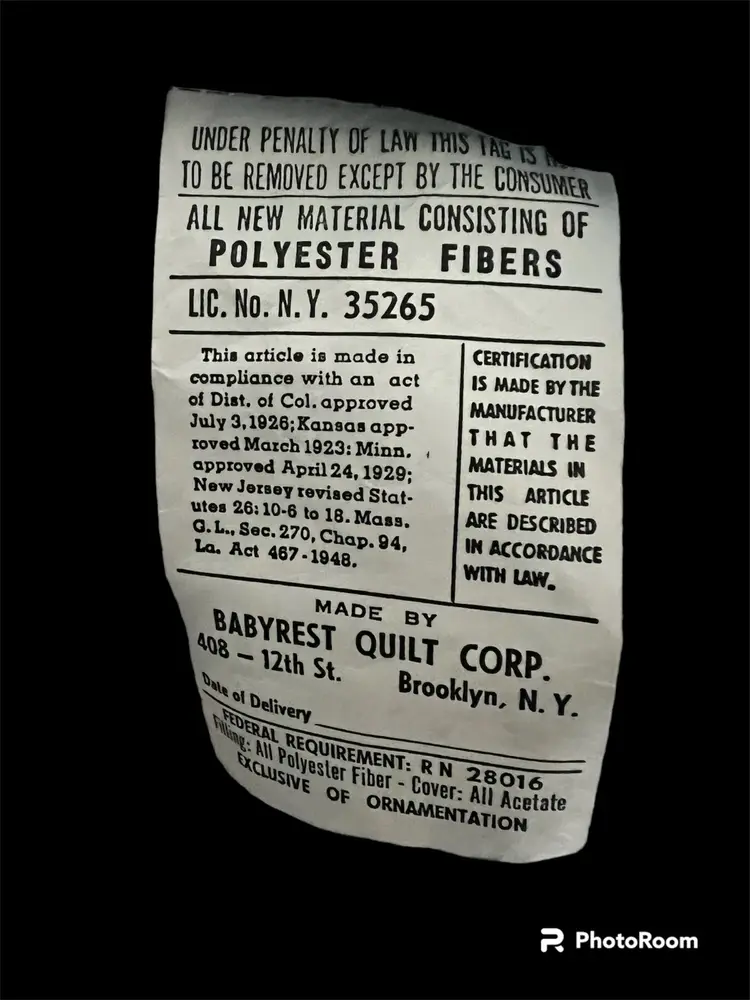 UNDER PENALTY OF LAW THIS TAG IS
TO BE REMOVED EXCEPT BY THE CONSUMER
ALL NEW MATERIAL CONSISTING OF
POLYESTER FIBERS
LIC. No. N.Y. 35265
This article is made in
compliance with an act
of Dist. of Col. approved
July 3, 1926; Kansas app-
roved March 1923: Minn.
approved April 24, 1929;
New Jersey revised Stat-
utes 26: 10-6 to 18. Mass.
G. L., Sec. 270, Chap. 94,
La. Act 467-1948.
CERTIFICATION
IS MADE BY THE
MANUFACTURER
THAT THE
MATERIALS IN
THIS ARTICLE
ARE DESCRIBED
IN ACCORDANCE
WITH LAW.
MADE BY
BABYREST QUILT CORP.
408 – 12th St. Brooklyn, N. Y.
Date of Delivery
FEDERAL REQUIREMENT: R N 28016
Filling: All Polyester Fiber - Cover: All Acetate
EXCLUSIVE OF ORNAMENTATION
PhotoRoom